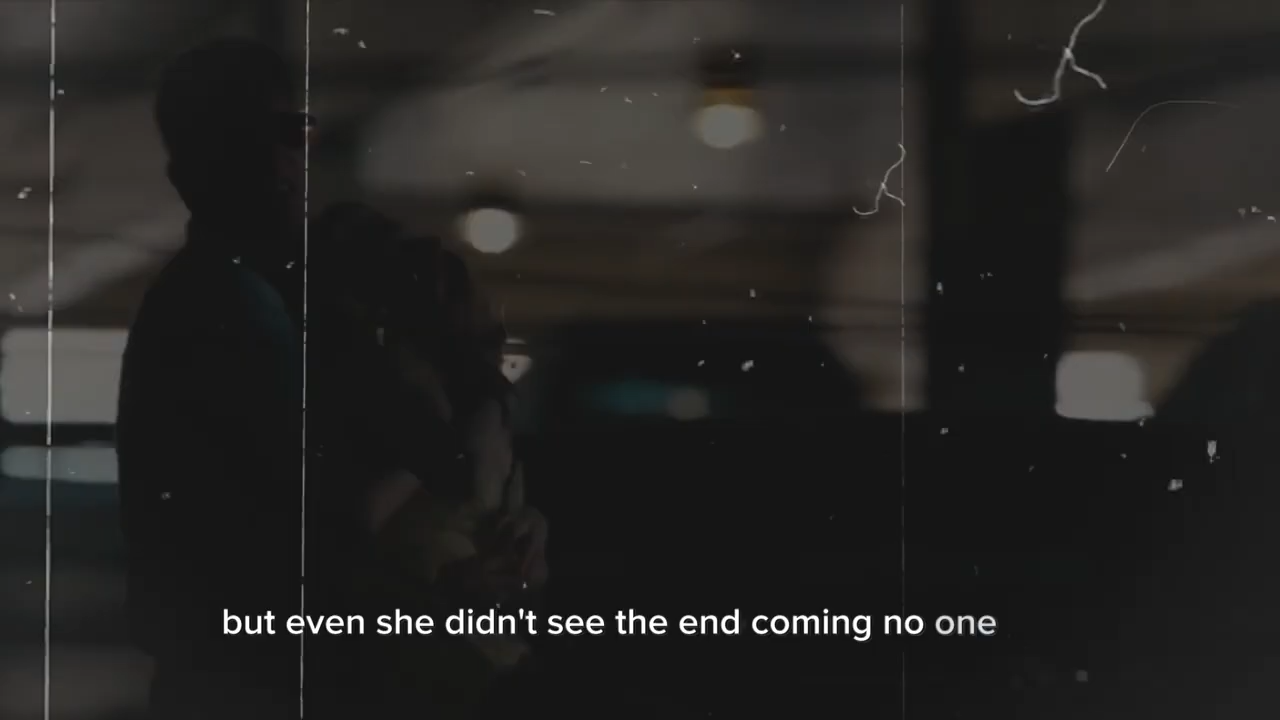 but even she didn't see the end coming no one